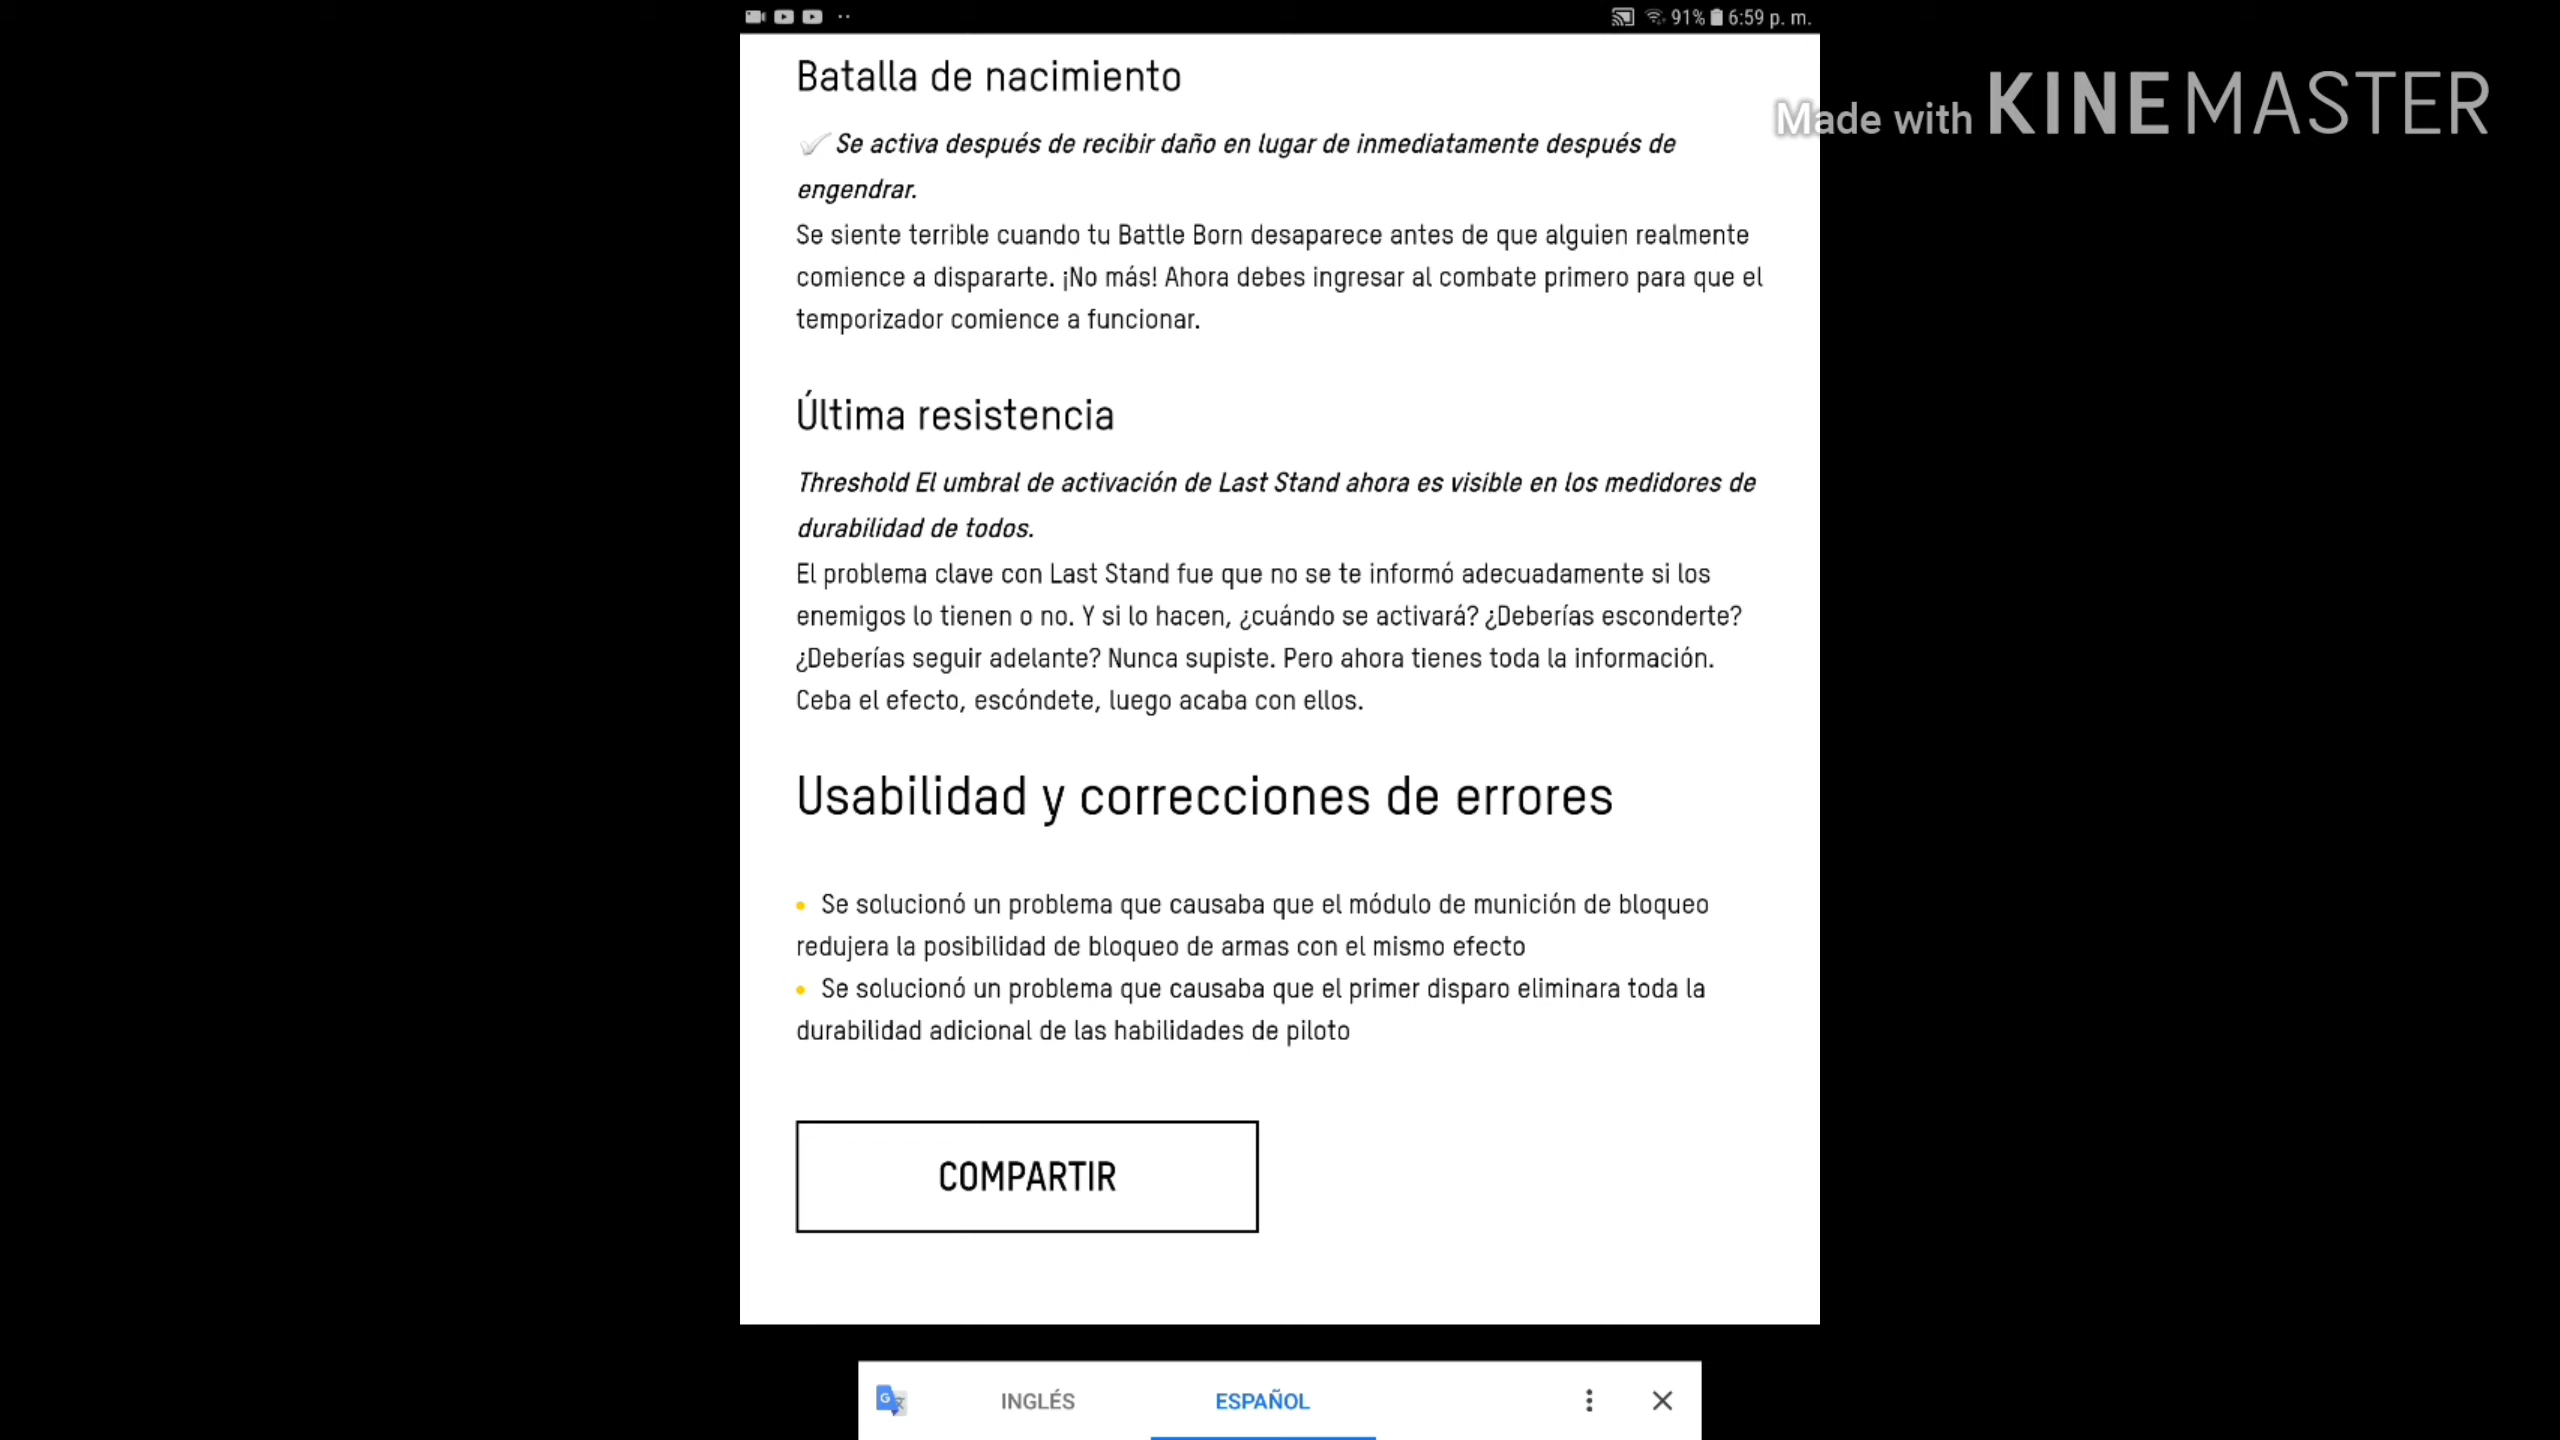 91% 6:59 p. m.
Made with KINEMASTER
Batalla de nacimiento
Se activa después de recibir daño en lugar de inmediatamente después de
engendrar.
Se siente terrible cuando tu Battle Born desaparece antes de que alguien realmente
comience a dispararte. ¡No más! Ahora debes ingresar al combate primero para que el
temporizador comience a funcionar.
Última resistencia
Threshold El umbral de activación de Last Stand ahora es visible en los medidores de
durabilidad de todos.
El problema clave con Last Stand fue que no se te informó adecuadamente si los
enemigos lo tienen o no. Y si lo hacen, ¿cuándo se activará? ¿Deberías esconderte?
¿Deberías seguir adelante? Nunca supiste. Pero ahora tienes toda la información.
Ceba el efecto, escóndete, luego acaba con ellos.
Usabilidad y correcciones de errores
• Se solucionó un problema que causaba que el módulo de munición de bloqueo
redujera la posibilidad de bloqueo de armas con el mismo efecto
• Se solucionó un problema que causaba que el primer disparo eliminara toda la
durabilidad adicional de las habilidades de piloto
COMPARTIR
INGLÉS ESPAÑOL